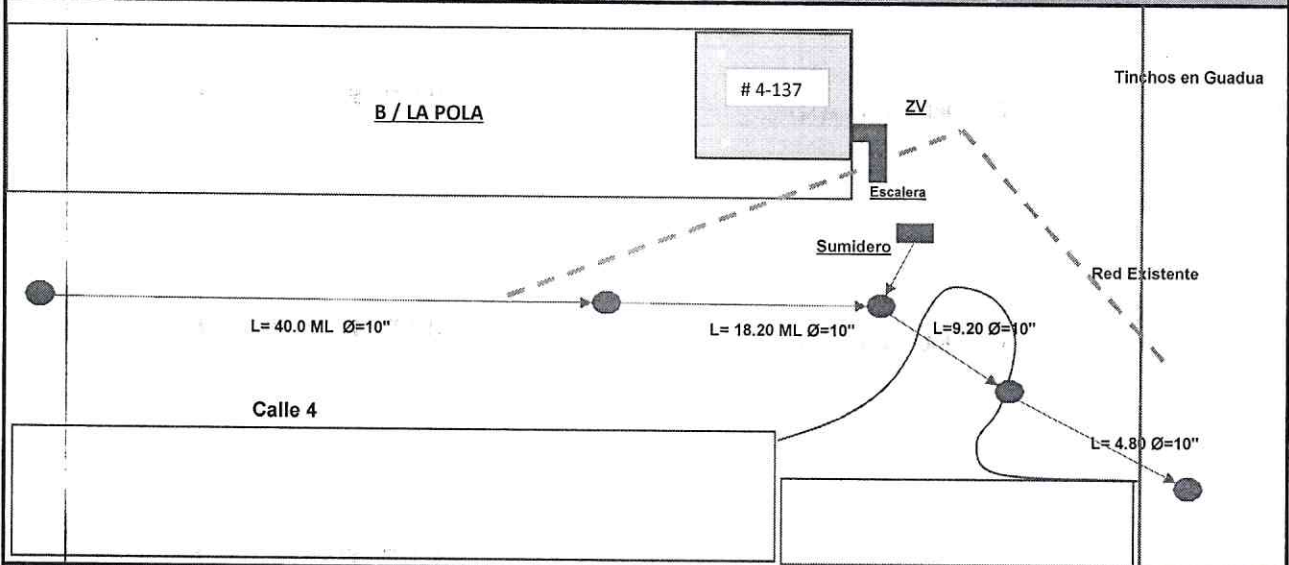 Tinchos en Guadua
# 4-137
B / LA POLA
ZV
Escalera
Sumidero
Red Existente
L= 40.0 ML Ø=10"
L= 18.20 ML Ø=10"
L=9.20 Ø=10"
Calle 4
L= 4.80 Ø=10"